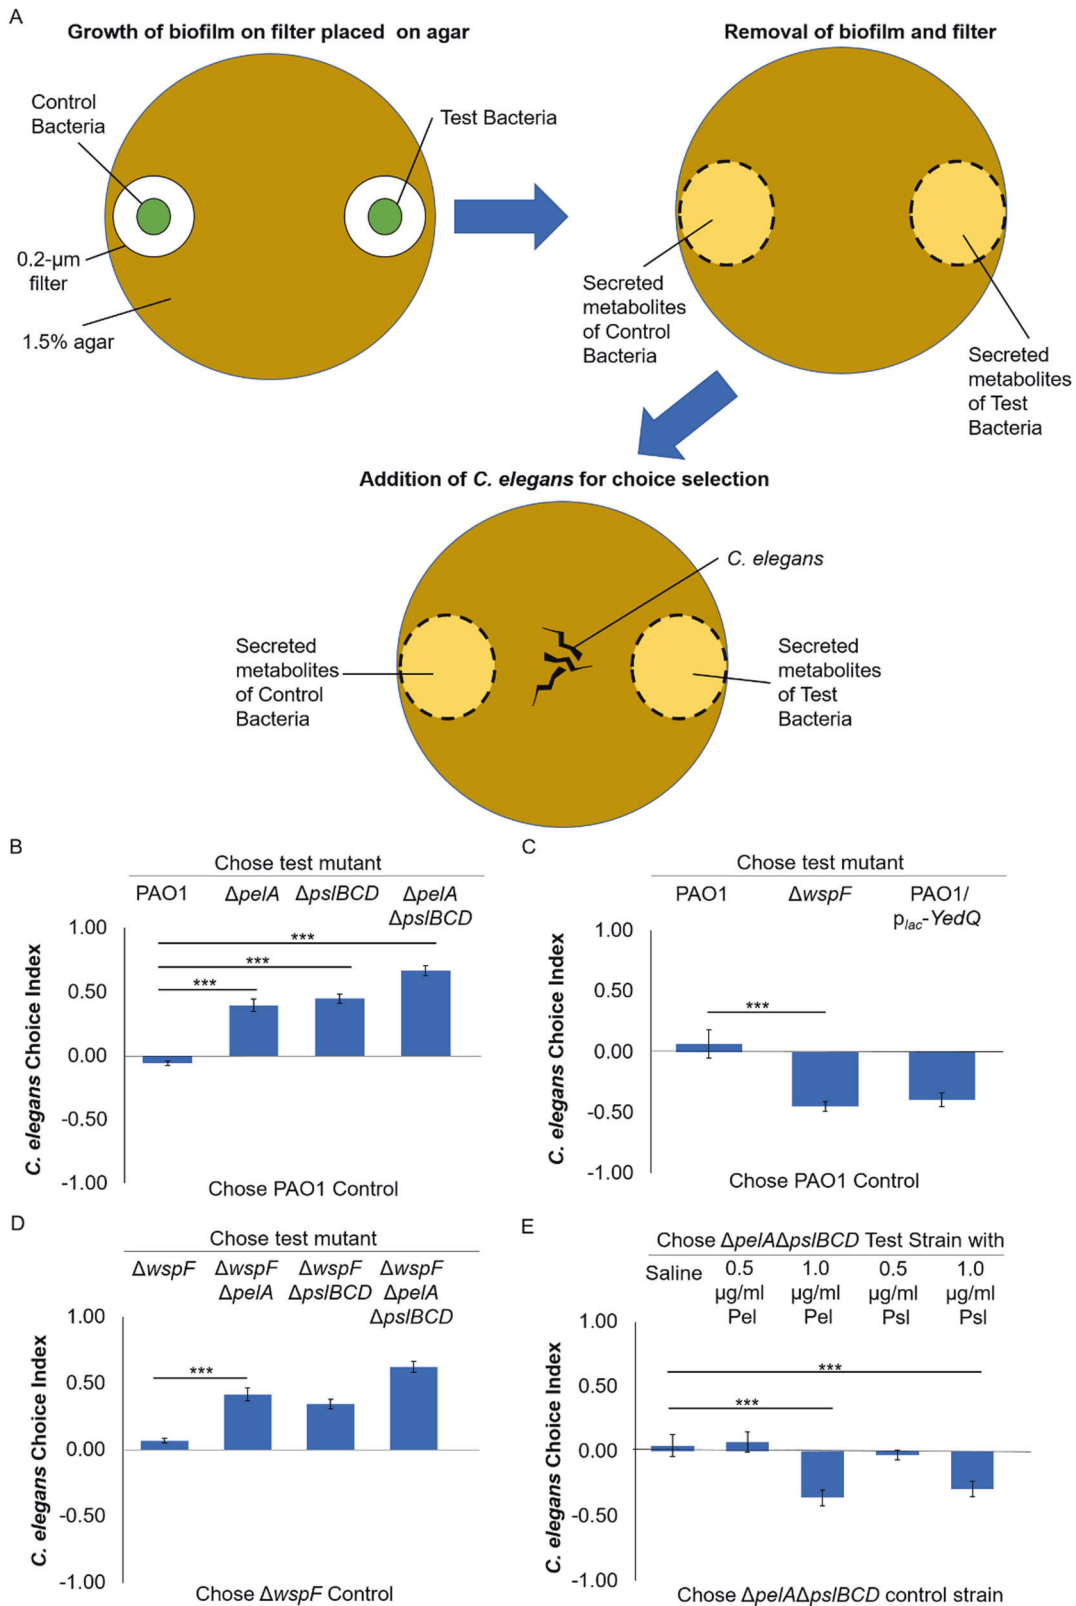 A
Growth of biofilm on filter placed on agar
Removal of biofilm and filter
Control
Bacteria
Test Bacteria
0.2-μm
filter
1.5% agar
Secreted
metabolites
of Control
Bacteria
Secreted
metabolites
of Test
Bacteria
Addition of C. elegans for choice selection
C. elegans
Secreted
metabolites
of Control
Bacteria
Secreted
metabolites
of Test
Bacteria
B
Chose test mutant
PAO1 ΔpelA ΔpslBCD ΔpelA
ΔpslBCD
C. elegans Choice Index
1.00
0.50
0.00
-0.50
-1.00
***
***
***
Chose PAO1 Control
C
Chose test mutant
PAO1 ΔwspF PAO1/
plac-YedQ
C. elegans Choice Index
1.00
0.50
0.00
-0.50
-1.00
***
Chose PAO1 Control
D
Chose test mutant
ΔwspF ΔwspF ΔwspF ΔwspF
ΔpelA ΔpslBCD ΔpelA
ΔpslBCD
C. elegans Choice Index
1.00
0.50
0.00
-0.50
-1.00
***
Chose ΔwspF Control
E
Chose ΔpelAΔpslBCD Test Strain with
Saline 0.5 1.0 0.5 1.0
μg/ml μg/ml μg/ml μg/ml
Pel Pel Psl Psl
C. elegans Choice Index
1.00
0.50
0.00
-0.50
-1.00
***
***
Chose ΔpelAΔpslBCD control strain